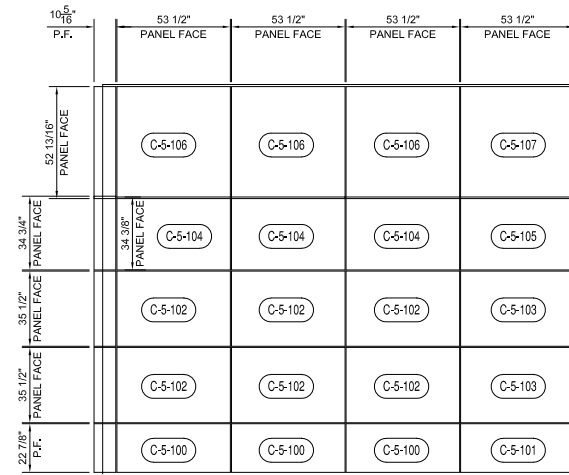 10 5/16" 53 1/2" 53 1/2" 53 1/2" 53 1/2"
P.F. PANEL FACE PANEL FACE PANEL FACE PANEL FACE
52 13/16"
PANEL FACE
C-5-106 C-5-106 C-5-106 C-5-107
34 3/4"
PANEL FACE
34 3/8"
PANEL FACE
C-5-104 C-5-104 C-5-104 C-5-105
35 1/2"
PANEL FACE
C-5-102 C-5-102 C-5-102 C-5-103
35 1/2"
PANEL FACE
C-5-102 C-5-102 C-5-102 C-5-103
22 7/8"
P.F.
C-5-100 C-5-100 C-5-100 C-5-101